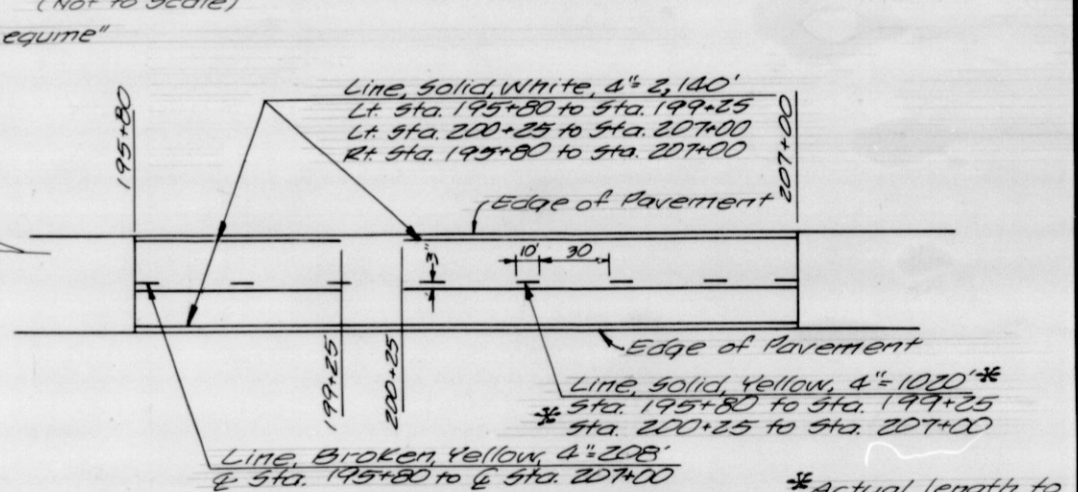 (Not to Scale)
egume"
Line, Solid, White, 4"= 2,140'
Lt. Sta. 195+80 to Sta. 199+25
Lt. Sta. 200+25 to Sta. 207+00
Rt. Sta. 195+80 to Sta. 207+00
195+80
207+00
Edge of Pavement
10' 30'
3"
Edge of Pavement
199+25
200+25
Line, Solid, Yellow, 4"= 1020' *
* Sta. 195+80 to Sta. 199+25
Sta. 200+25 to Sta. 207+00
Line, Broken, Yellow, 4"=208'
℄ Sta. 195+80 to ℄ Sta. 207+00
*Actual length to